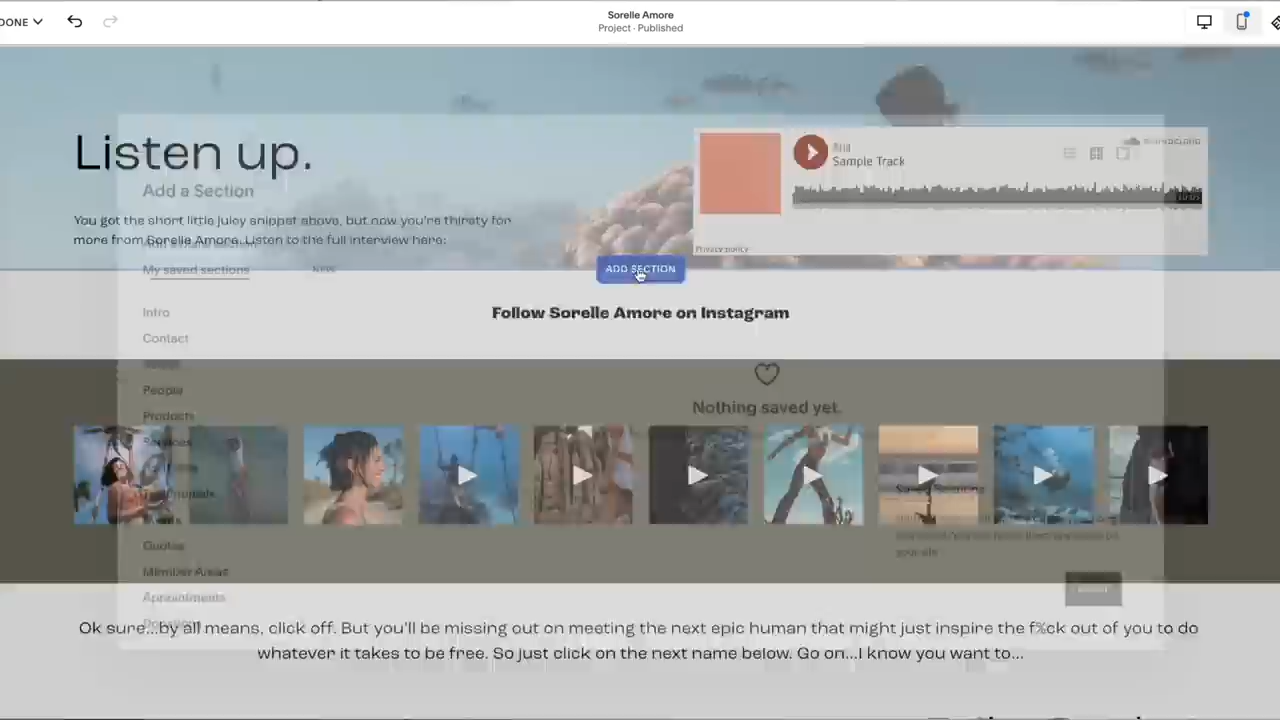 DONE
Sorelle Amore
Project · Published
Listen up.
You got the short little juicy snippet above, but now you're thirsty for
more from Sorelle Amore. Listen to the full interview here:
Sample Track
SOUNDCLOUD
Privacy policy
Add a Section
My saved sections
NEW
ADD SECTION
Follow Sorelle Amore on Instagram
Intro
Contact
People
Products
Services
Nothing saved yet.
Quotes
Member Areas
Appointments
your site
Ok sure...by all means, click off. But you'll be missing out on meeting the next epic human that might just inspire the f%ck out of you to do
whatever it takes to be free. So just click on the next name below. Go on...I know you want to...